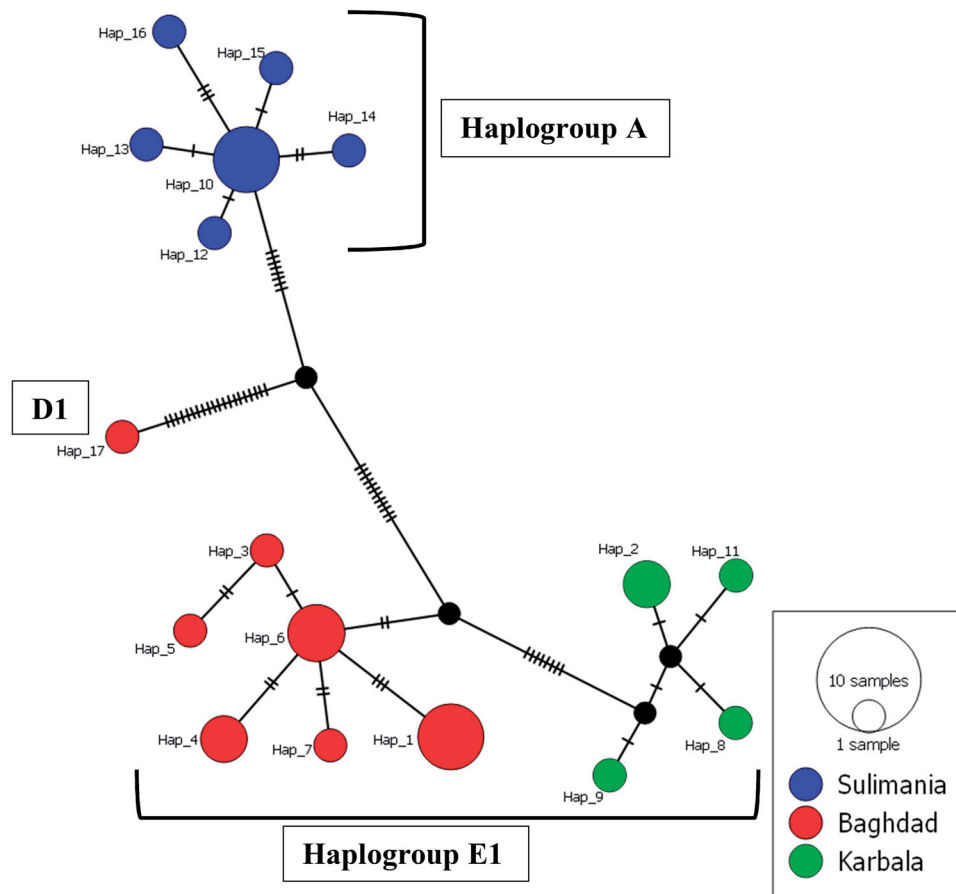 Hap_16
Hap_15
Hap_14
Haplogroup A
Hap_13
Hap_10
Hap_12
D1
Hap_17
Hap_3
Hap_2
Hap_11
Hap_5
Hap_6
Hap_4
Hap_7
Hap_1
Hap_8
Hap_9
Haplogroup E1
10 samples
1 sample
Sulimania
Baghdad
Karbala